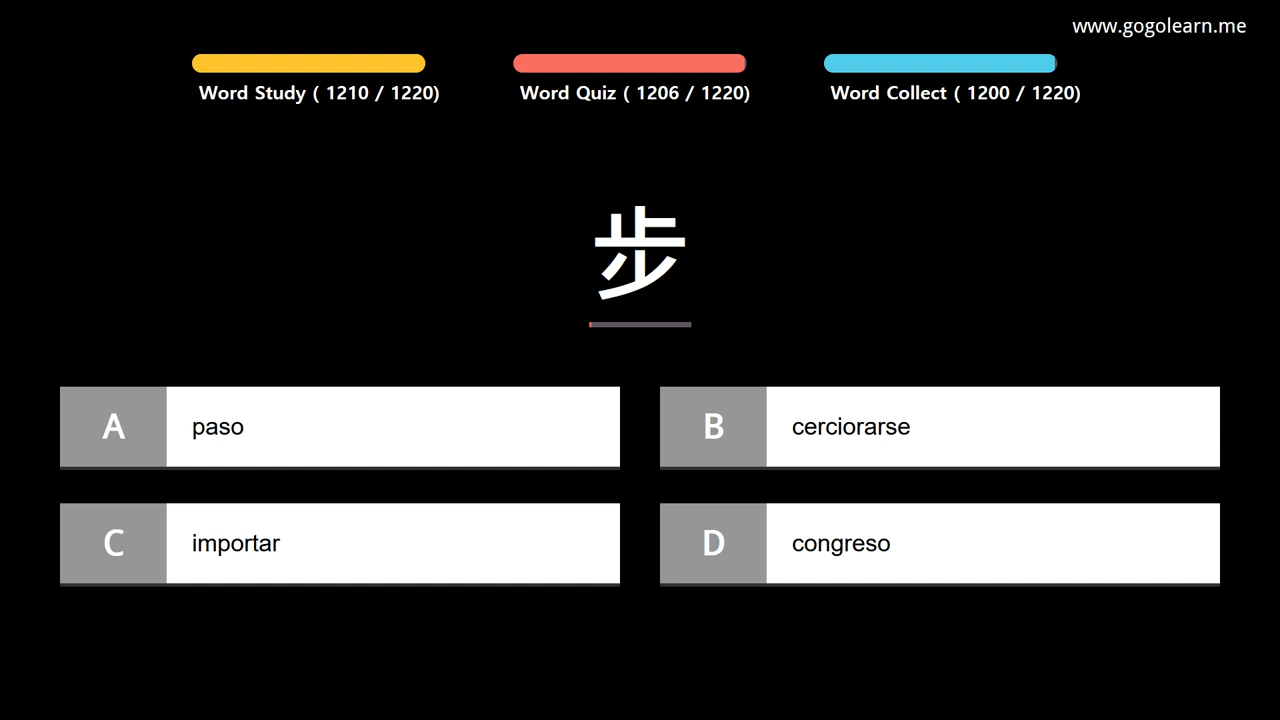 www.gogolearn.me
Word Study ( 1210 / 1220)
Word Quiz ( 1206 / 1220)
Word Collect ( 1200 / 1220)
步
A paso
B cerciorarse
C importar
D congreso